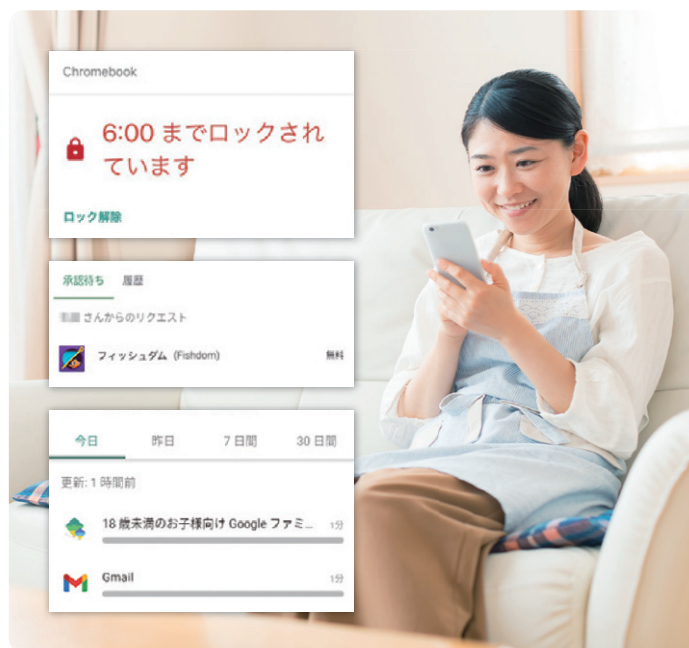 Chromebook
6:00 までロックされ
ています
ロック解除
承認待ち 履歴
さんからのリクエスト
フィッシュダム (Fishdom) 無料
今日 昨日 7 日間 30 日間
更新: 1 時間前
18 歳未満のお子様向け Google ファミ... 1分
Gmail 1分